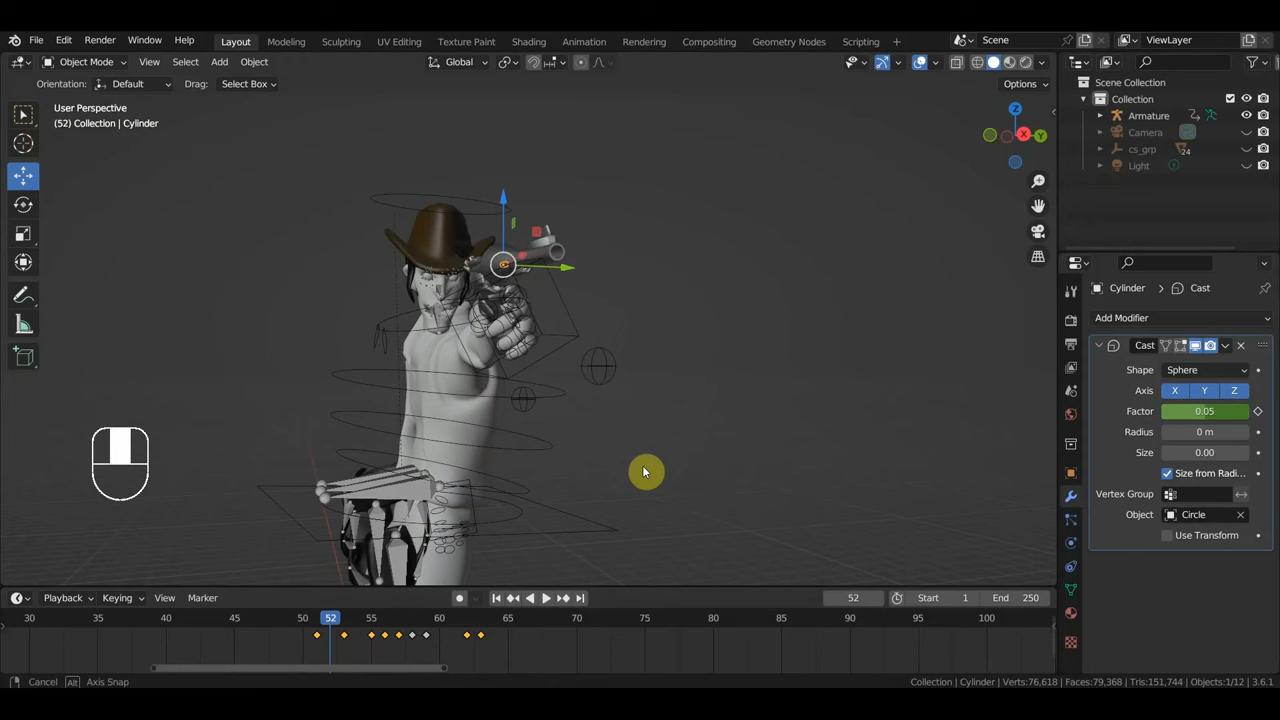 File Edit Render Window Help Layout Modeling Sculpting UV Editing Texture Paint Shading Animation Rendering Compositing Geometry Nodes Scripting + Scene ViewLayer
Object Mode View Select Add Object Global Options
Orientation: Default Drag: Select Box
User Perspective
(52) Collection | Cylinder
Z
X
Y
Scene Collection
Collection
Armature
Camera
cs_grp 24
Light
Cylinder > Cast
Add Modifier
Cast
Shape Sphere
Axis X Y Z
Factor 0.05
Radius 0 m
Size 0.00
Size from Radi...
Vertex Group
Object Circle
Use Transform
Playback Keying View Marker 52 Start 1 End 250
30 35 40 45 50 52 55 60 65 70 75 80 85 90 95 100
Cancel Alt Axis Snap Collection | Cylinder | Verts:76,618 | Faces:79,368 | Tris:151,744 | Objects:1/12 | 3.6.1